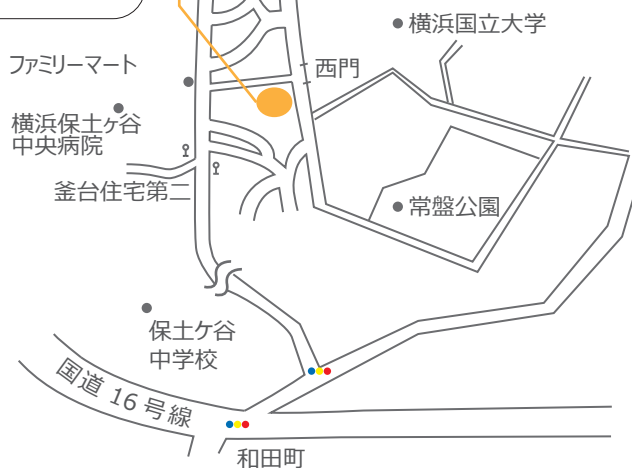 横浜国立大学
ファミリーマート
西門
横浜保土ヶ谷
中央病院
釜台住宅第二
常盤公園
保土ケ谷
中学校
国道 16 号線
和田町